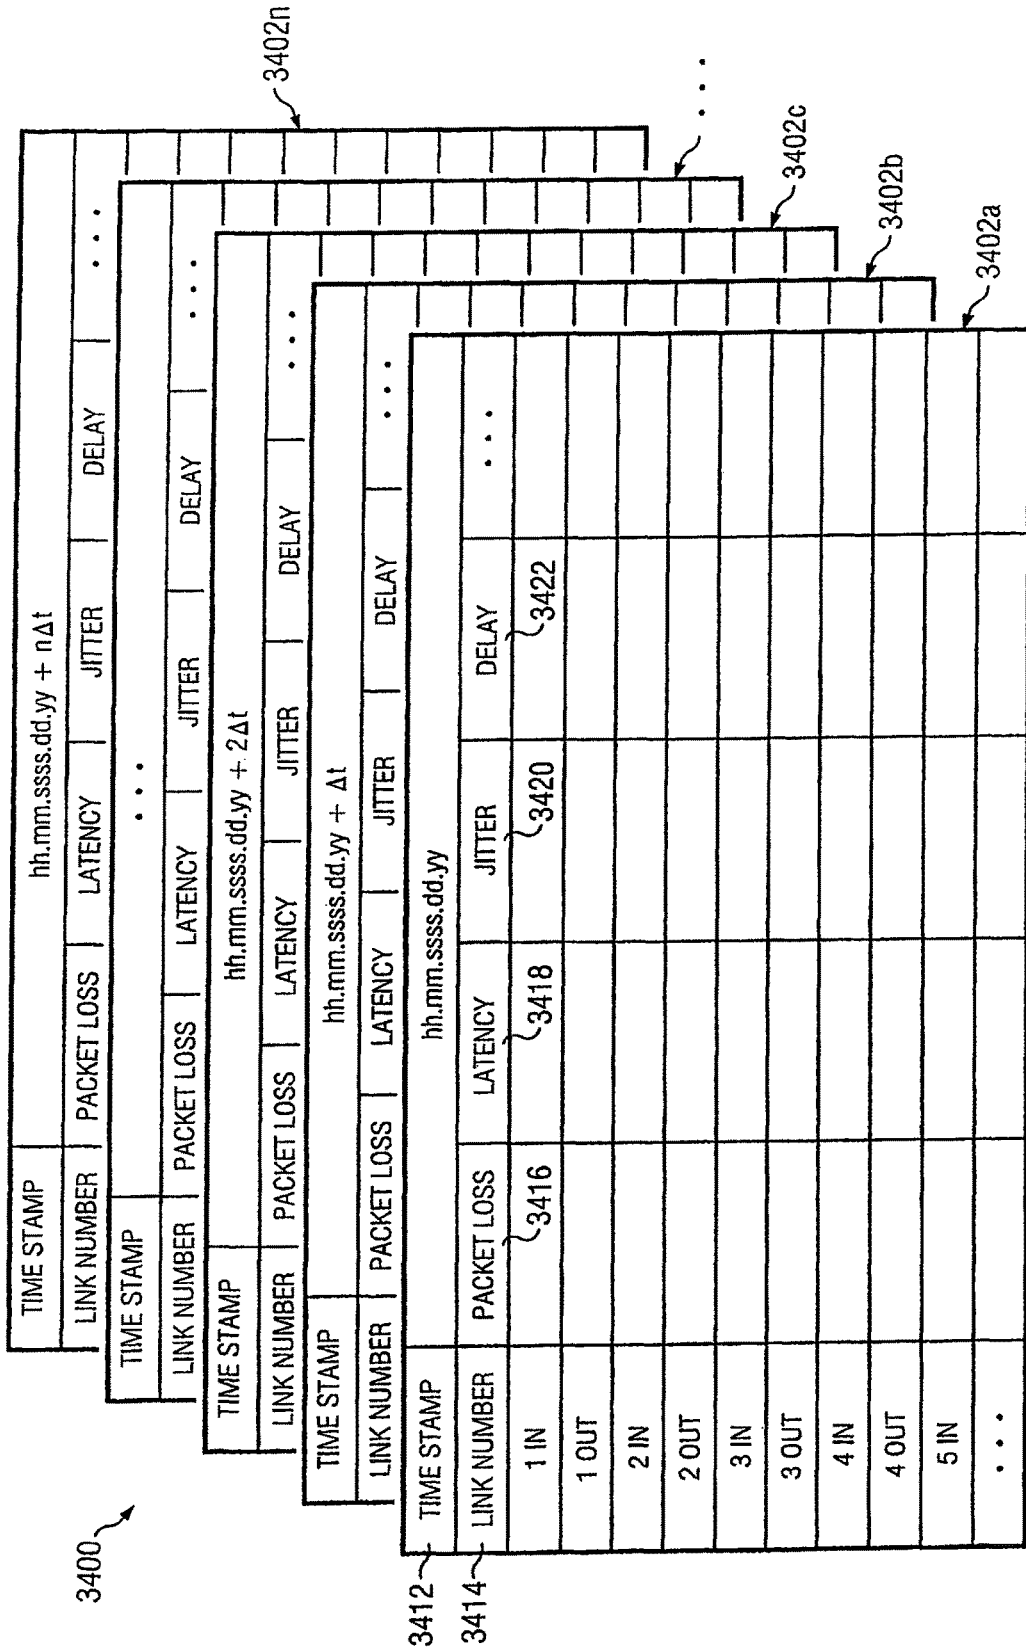 3400
TIME STAMP hh.mm.ssss.dd.yy + nΔt
LINK NUMBER PACKET LOSS LATENCY JITTER DELAY ...
3402n
TIME STAMP ...
LINK NUMBER PACKET LOSS LATENCY JITTER DELAY ...
...
TIME STAMP hh.mm.ssss.dd.yy + 2Δt
LINK NUMBER PACKET LOSS LATENCY JITTER DELAY ...
3402c
TIME STAMP hh.mm.ssss.dd.yy + Δt
LINK NUMBER PACKET LOSS LATENCY JITTER DELAY ...
3402b
3412 TIME STAMP hh.mm.ssss.dd.yy
3414 LINK NUMBER PACKET LOSS LATENCY JITTER DELAY ...
3402a
1 IN 3416 3418 3420 3422
1 OUT
2 IN
2 OUT
3 IN
3 OUT
4 IN
4 OUT
5 IN
...